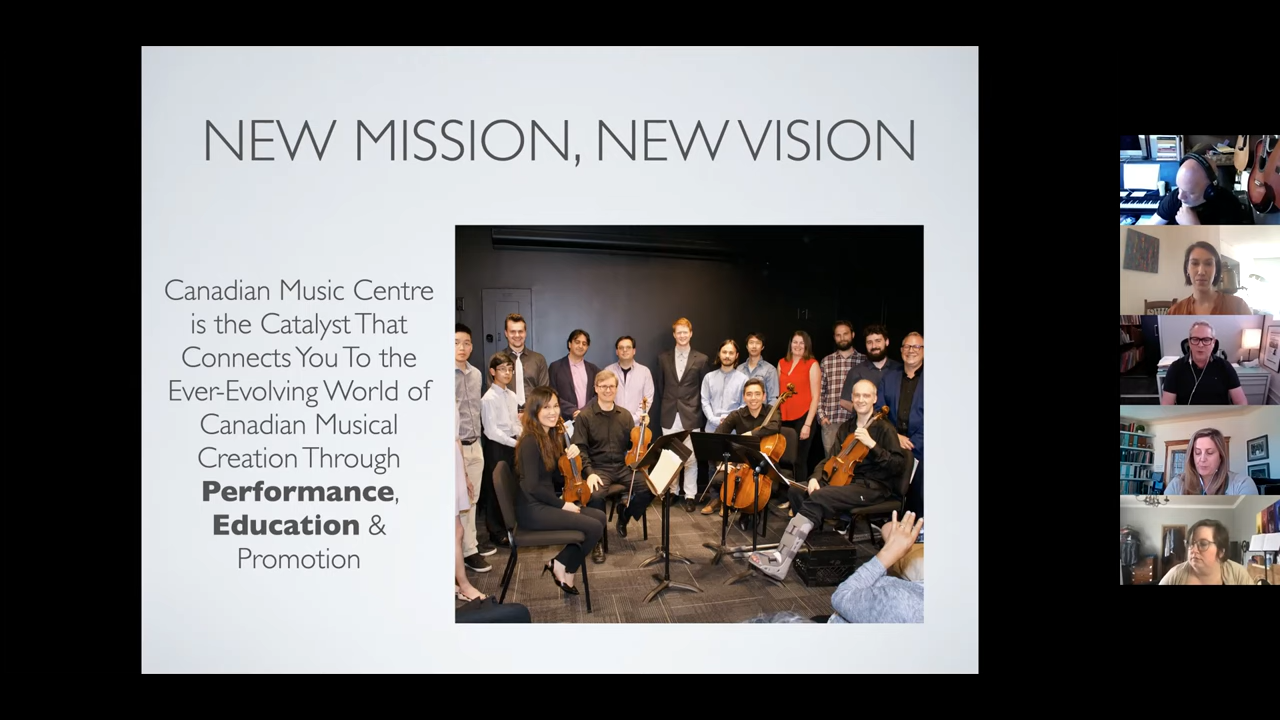 NEW MISSION, NEW VISION
Canadian Music Centre
is the Catalyst That
Connects You To the
Ever-Evolving World of
Canadian Musical
Creation Through
Performance,
Education &
Promotion